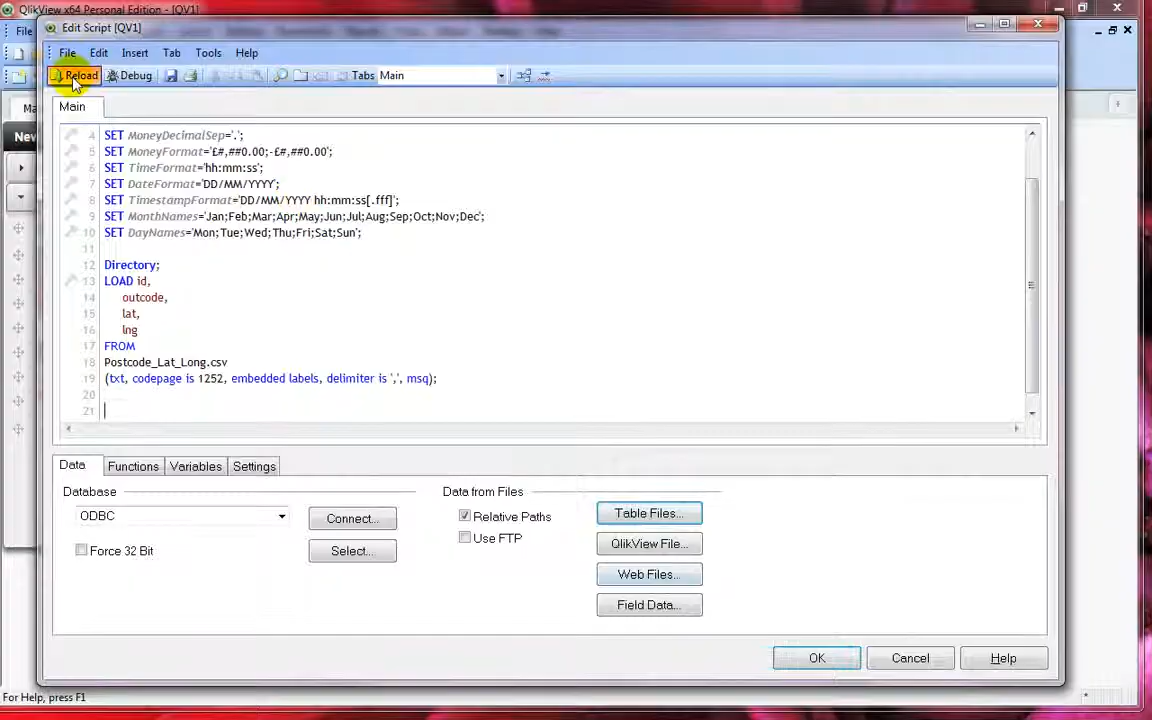 QlikView x64 Personal Edition - [QV1]
Edit Script [QV1]
File
File Edit Insert Tab Tools Help
Reload Debug Tabs Main
Main
Ma
New
4 SET MoneyDecimalSep='.';
5 SET MoneyFormat='£#,##0.00;-£#,##0.00';
6 SET TimeFormat='hh:mm:ss';
7 SET DateFormat='DD/MM/YYYY';
8 SET TimestampFormat='DD/MM/YYYY hh:mm:ss[.fff]';
9 SET MonthNames='Jan;Feb;Mar;Apr;May;Jun;Jul;Aug;Sep;Oct;Nov;Dec';
10 SET DayNames='Mon;Tue;Wed;Thu;Fri;Sat;Sun';
11
12 Directory;
13 LOAD id,
14 outcode,
15 lat,
16 lng
17 FROM
18 Postcode_Lat_Long.csv
19 (txt, codepage is 1252, embedded labels, delimiter is ',', msq);
20
21
Data Functions Variables Settings
Database
Data from Files
ODBC
Connect...
Relative Paths
Table Files...
Use FTP
QlikView File...
Force 32 Bit
Select...
Web Files...
Field Data...
OK Cancel Help
For Help, press F1